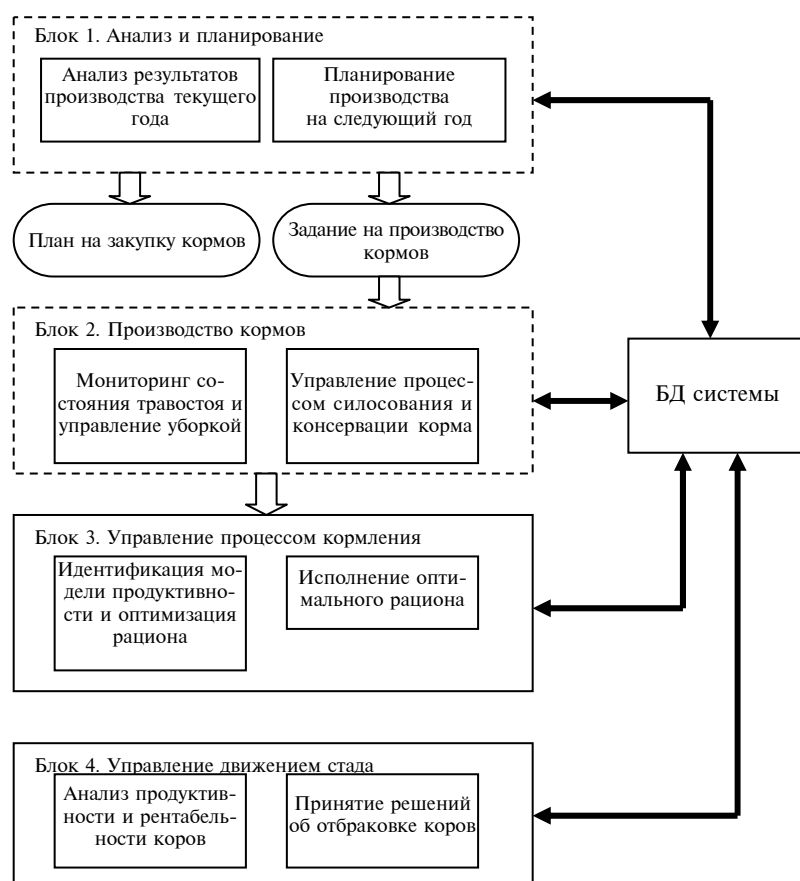 Блок 1. Анализ и планирование
Анализ результатов
производства текущего
года
Планирование
производства
на следующий год
План на закупку кормов
Задание на производство
кормов
Блок 2. Производство кормов
Мониторинг со-
стояния травостоя и
управление уборкой
Управление процес-
сом силосования и
консервации корма
БД системы
Блок 3. Управление процессом кормления
Идентификация мо-
дели продуктивно-
сти и оптимизация
рациона
Исполнение опти-
мального рациона
Блок 4. Управление движением стада
Анализ продуктив-
ности и рентабель-
ности коров
Принятие решений
об отбраковке коров